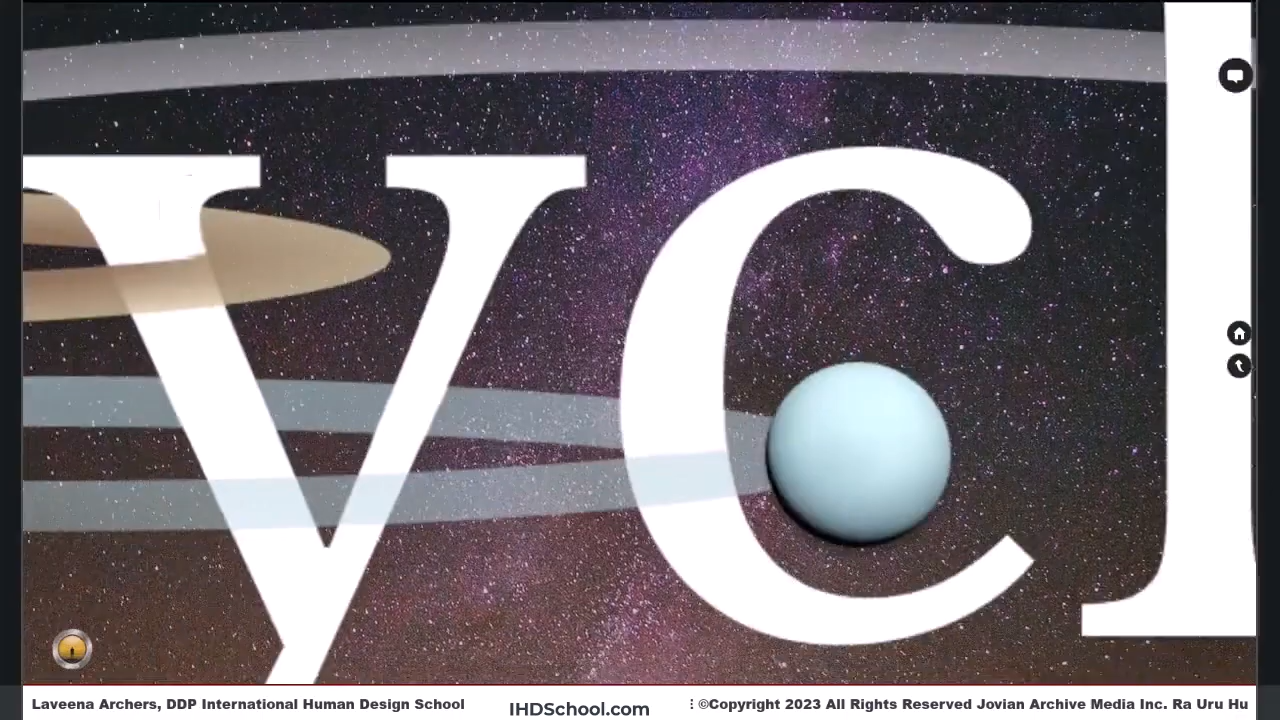 ycl
Laveena Archers, DDP International Human Design School
IHDSchool.com
⁝ ©Copyright 2023 All Rights Reserved Jovian Archive Media Inc. Ra Uru Hu